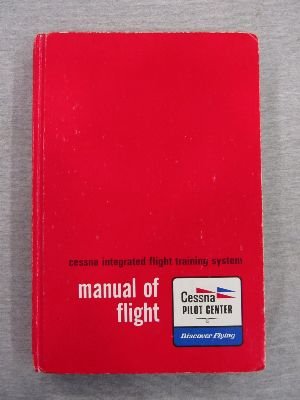 cessna integrated flight training system
manual of
flight
Cessna
PILOT CENTER
Discover Flying